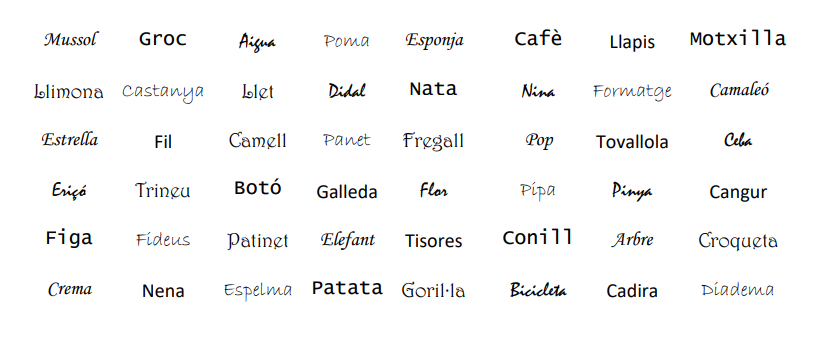 Mussol Groc Aigua Poma Esponja Cafè Llapis Motxilla
Llimona Castanya Llet Didal Nata Nina Formatge Camaleó
Estrella Fil Camell Panet Fregall Pop Tovallola Ceba
Eriçó Trineu Botó Galleda Flor Pipa Pinya Cangur
Figa Fideus Patinet Elefant Tisores Conill Arbre Croqueta
Crema Nena Espelma Patata Goril·la Bicicleta Cadira Diadema